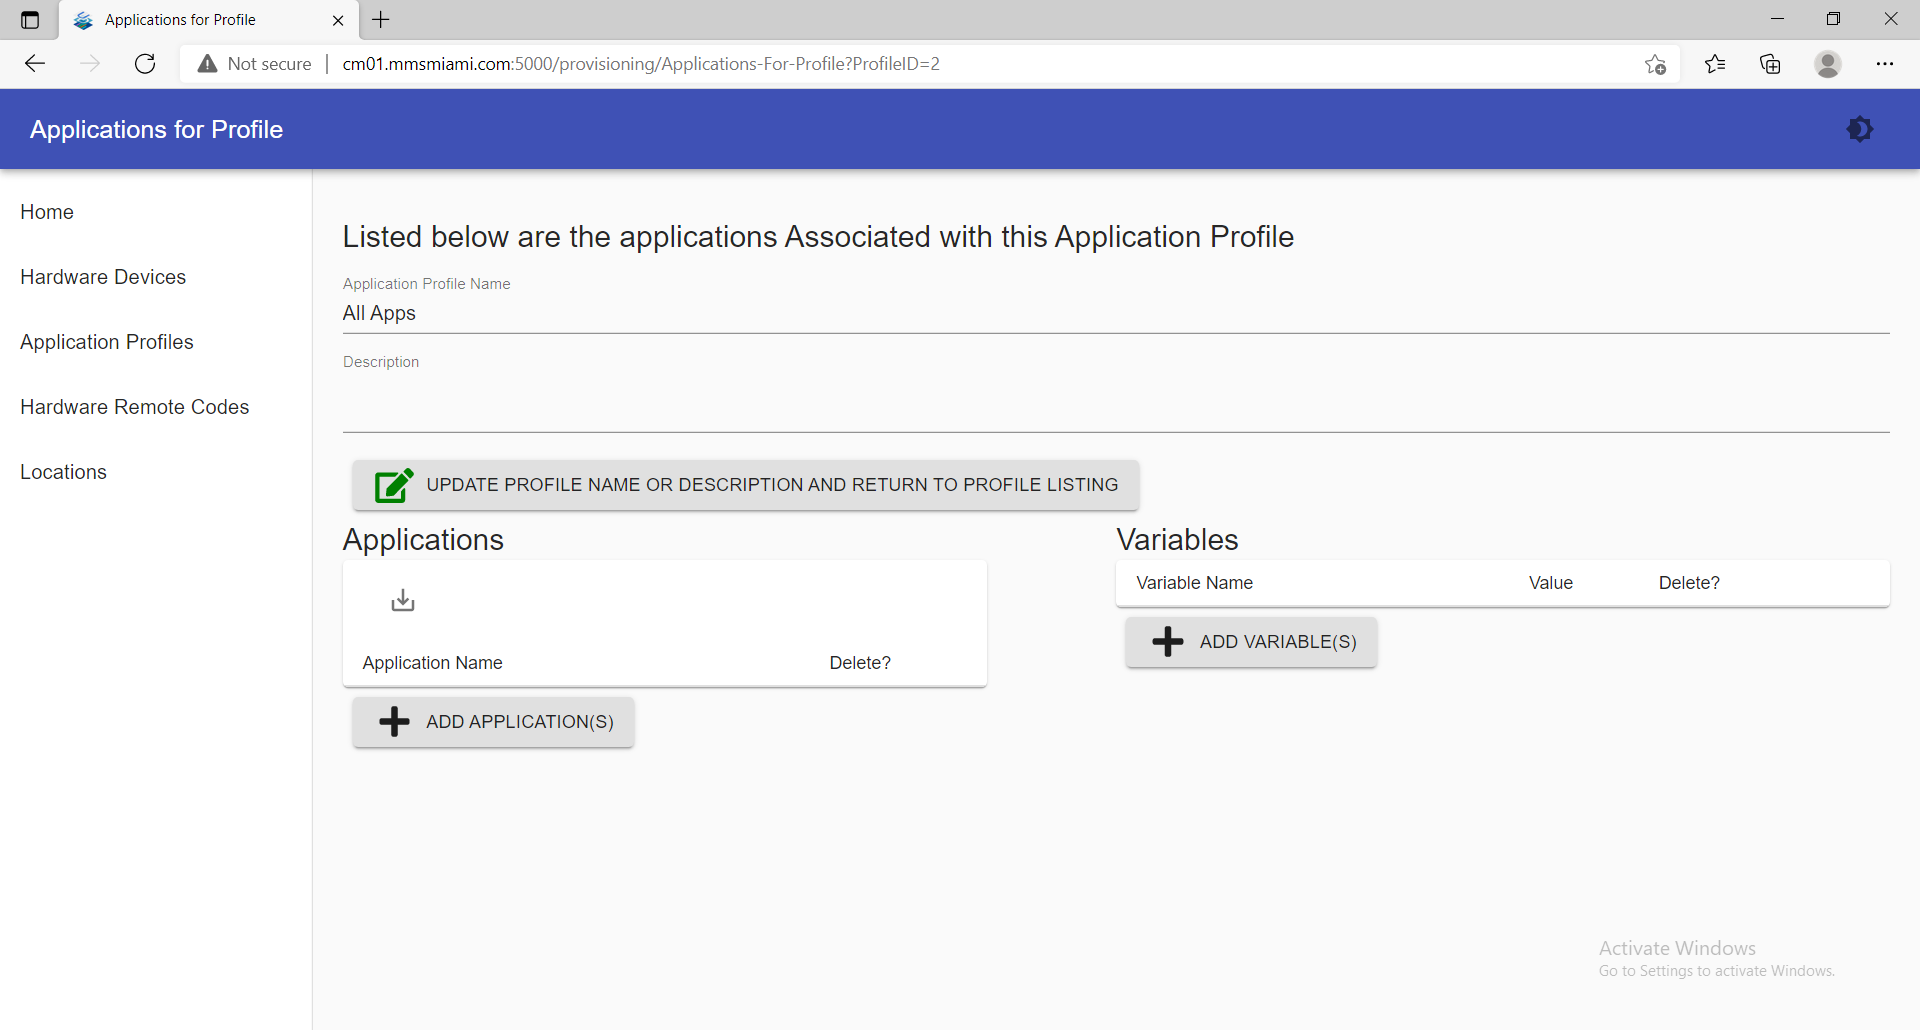 Applications for Profile
Not secure
cm01.mmsmiami.com:5000/provisioning/Applications-For-Profile?ProfileID=2
Applications for Profile
Home
Hardware Devices
Application Profiles
Hardware Remote Codes
Locations
Listed below are the applications Associated with this Application Profile
Application Profile Name
All Apps
Description
UPDATE PROFILE NAME OR DESCRIPTION AND RETURN TO PROFILE LISTING
Applications
Application Name Delete?
ADD APPLICATION(S)
Variables
Variable Name Value Delete?
ADD VARIABLE(S)
Activate Windows
Go to Settings to activate Windows.